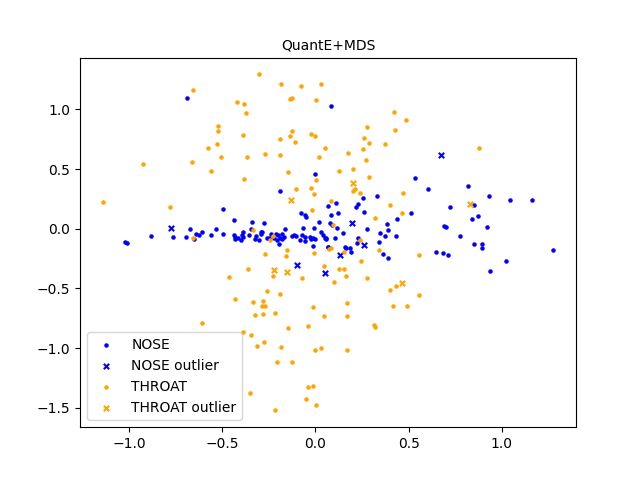 QuantE+MDS
1.0
0.5
0.0
−0.5
−1.0
−1.5
NOSE
NOSE outlier
THROAT
THROAT outlier
−1.0 −0.5 0.0 0.5 1.0